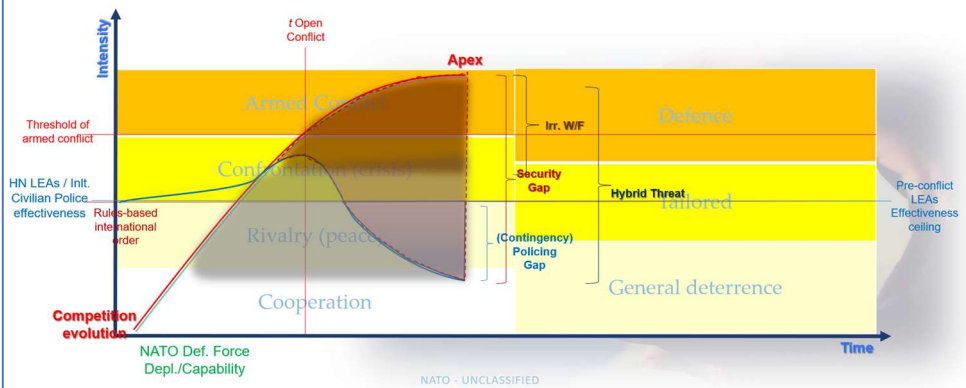 Intensity
t Open
Conflict
Apex
Armed Conflict
Defence
Irr. W/F
Threshold of
armed conflict
Confrontation (crisis)
Security
Gap
Hybrid Threat
Tailored
HN LEAs / Inlt.
Civilian Police
effectiveness
Pre-conflict
LEAs
Effectiveness
ceiling
Rules-based
international
order
Rivalry (peace)
(Contingency)
Policing
Gap
Cooperation
General deterrence
Competition
evolution
Time
NATO Def. Force
Depl./Capability
NATO - UNCLASSIFIED